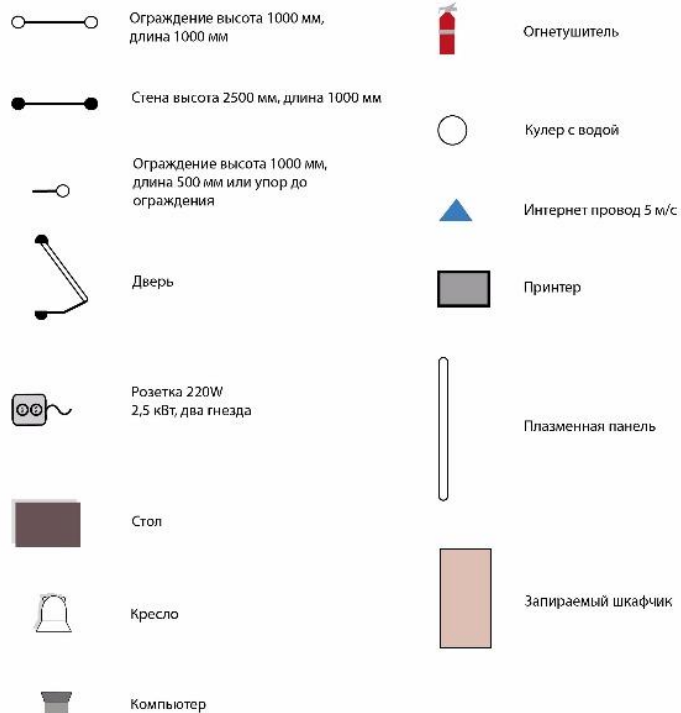 Ограждение высота 1000 мм,
длина 1000 мм
Стена высота 2500 мм, длина 1000 мм
Ограждение высота 1000 мм,
длина 500 мм или упор до
ограждения
Дверь
Розетка 220W
2,5 кВт, два гнезда
Стол
Кресло
Компьютер
Огнетушитель
Кулер с водой
Интернет провод 5 м/с
Принтер
Плазменная панель
Запираемый шкафчик